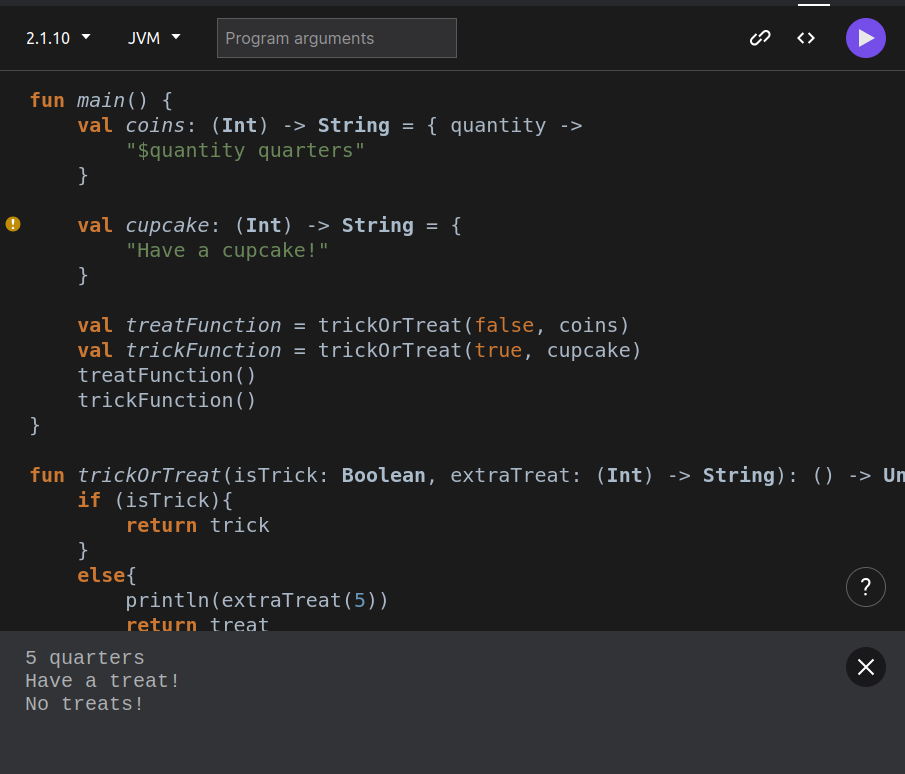 2.1.10 JVM Program arguments
fun main() {
    val coins: (Int) -> String = { quantity ->
        "$quantity quarters"
    }
    val cupcake: (Int) -> String = {
        "Have a cupcake!"
    }
    val treatFunction = trickOrTreat(false, coins)
    val trickFunction = trickOrTreat(true, cupcake)
    treatFunction()
    trickFunction()
}
fun trickOrTreat(isTrick: Boolean, extraTreat: (Int) -> String): () -> Un
    if (isTrick){
        return trick
    }
    else{
        println(extraTreat(5))
        return treat
?
5 quarters
Have a treat!
No treats!